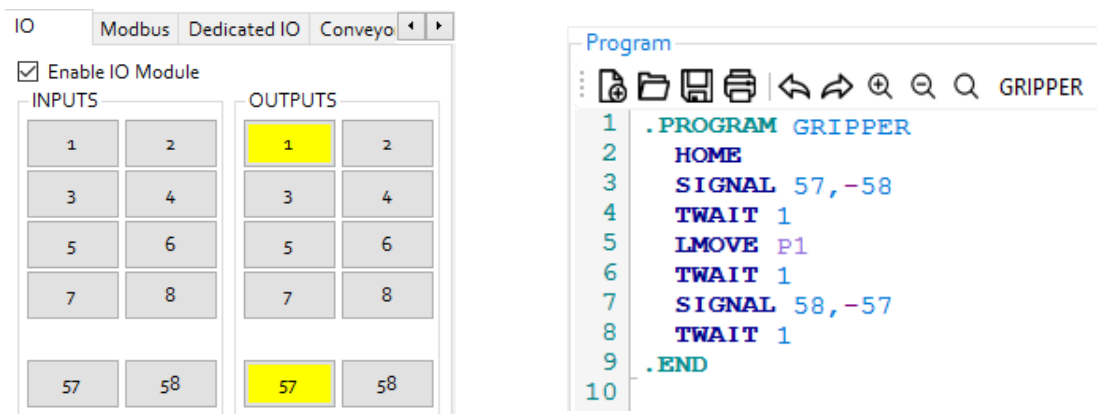 IO Modbus Dedicated IO Conveyo
Enable IO Module
INPUTS OUTPUTS
1 2 1 2
3 4 3 4
5 6 5 6
7 8 7 8
57 58 57 58
Program
GRIPPER
1 .PROGRAM GRIPPER
2 HOME
3 SIGNAL 57,-58
4 TWAIT 1
5 LMOVE P1
6 TWAIT 1
7 SIGNAL 58,-57
8 TWAIT 1
9 .END
10